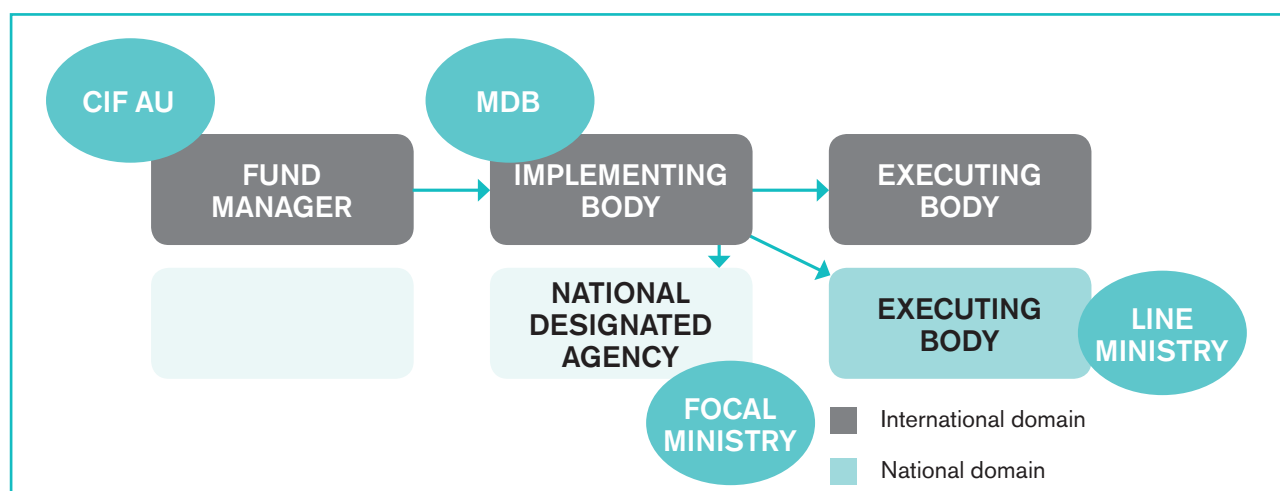 CIF AU
MDB
FUND
MANAGER
IMPLEMENTING
BODY
EXECUTING
BODY
NATIONAL
DESIGNATED
AGENCY
EXECUTING
BODY
LINE
MINISTRY
FOCAL
MINISTRY
International domain
National domain